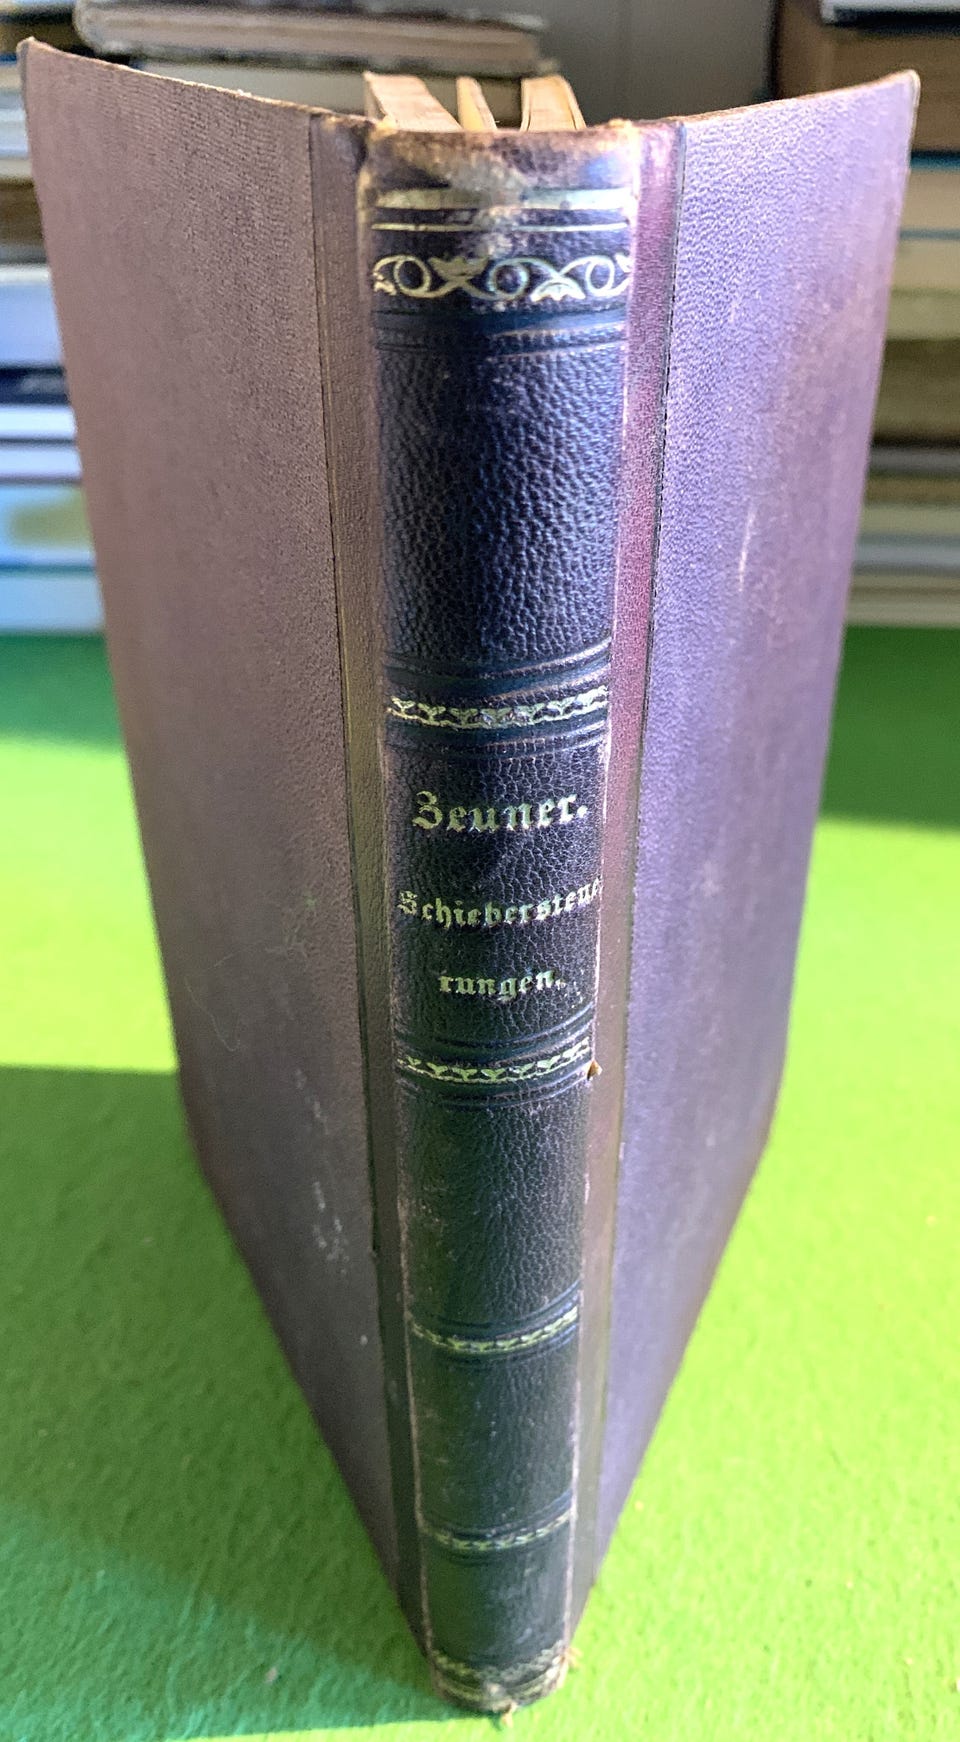 Zeuner.
Schiebersteue-
rungen.